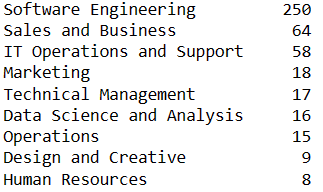 Software Engineering 250
Sales and Business 64
IT Operations and Support 58
Marketing 18
Technical Management 17
Data Science and Analysis 16
Operations 15
Design and Creative 9
Human Resources 8